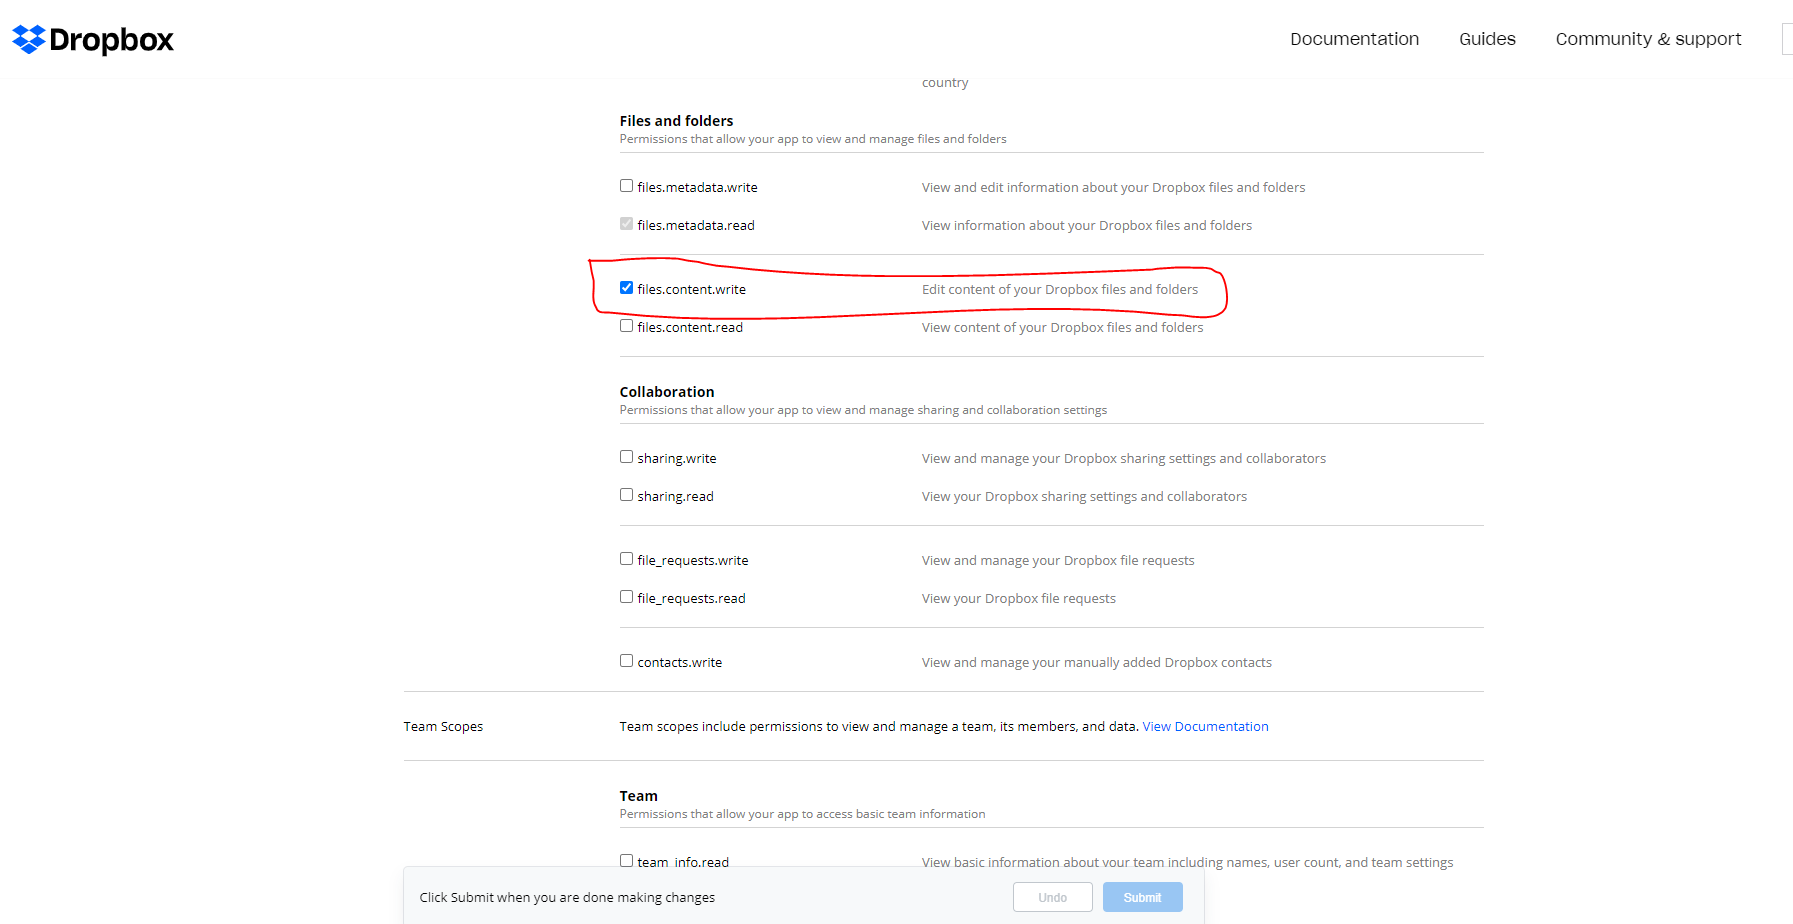 Dropbox
Documentation Guides Community & support
country
Files and folders
Permissions that allow your app to view and manage files and folders
files.metadata.write View and edit information about your Dropbox files and folders
files.metadata.read View information about your Dropbox files and folders
files.content.write Edit content of your Dropbox files and folders
files.content.read View content of your Dropbox files and folders
Collaboration
Permissions that allow your app to view and manage sharing and collaboration settings
sharing.write View and manage your Dropbox sharing settings and collaborators
sharing.read View your Dropbox sharing settings and collaborators
file_requests.write View and manage your Dropbox file requests
file_requests.read View your Dropbox file requests
contacts.write View and manage your manually added Dropbox contacts
Team Scopes Team scopes include permissions to view and manage a team, its members, and data. View Documentation
Team
Permissions that allow your app to access basic team information
team_info.read View basic information about your team including names, user count, and team settings
Click Submit when you are done making changes Undo Submit